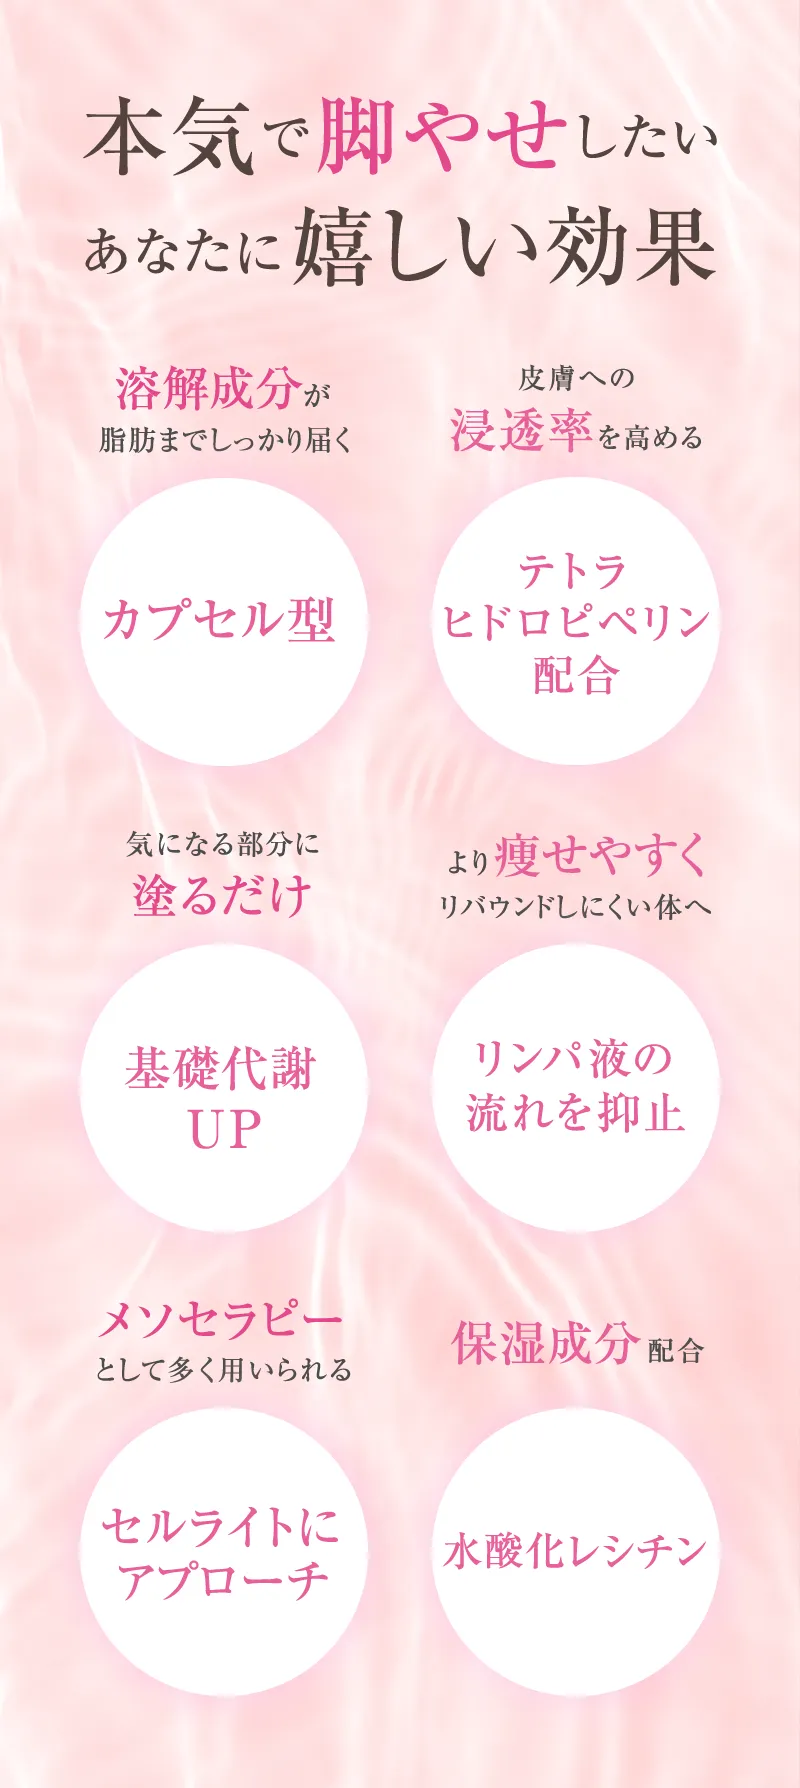 本気で脚やせしたい
あなたに嬉しい効果
溶解成分が
脂肪までしっかり届く
カプセル型
皮膚への
浸透率を高める
テトラ
ヒドロピペリン
配合
気になる部分に
塗るだけ
基礎代謝
UP
より痩せやすく
リバウンドしにくい体へ
リンパ液の
流れを抑止
メソセラピー
として多く用いられる
セルライトに
アプローチ
保湿成分配合
水酸化レシチン